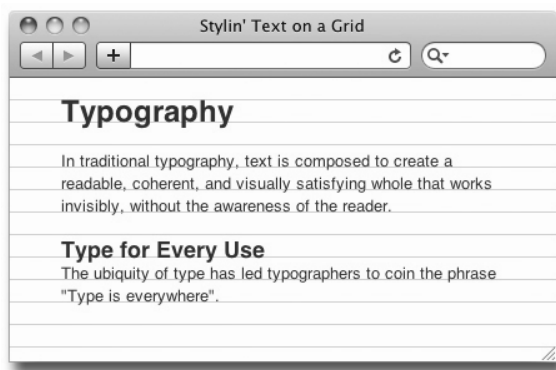 Stylin' Text on a Grid
Typography
In traditional typography, text is composed to create a
readable, coherent, and visually satisfying whole that works
invisibly, without the awareness of the reader.
Type for Every Use
The ubiquity of type has led typographers to coin the phrase
"Type is everywhere".